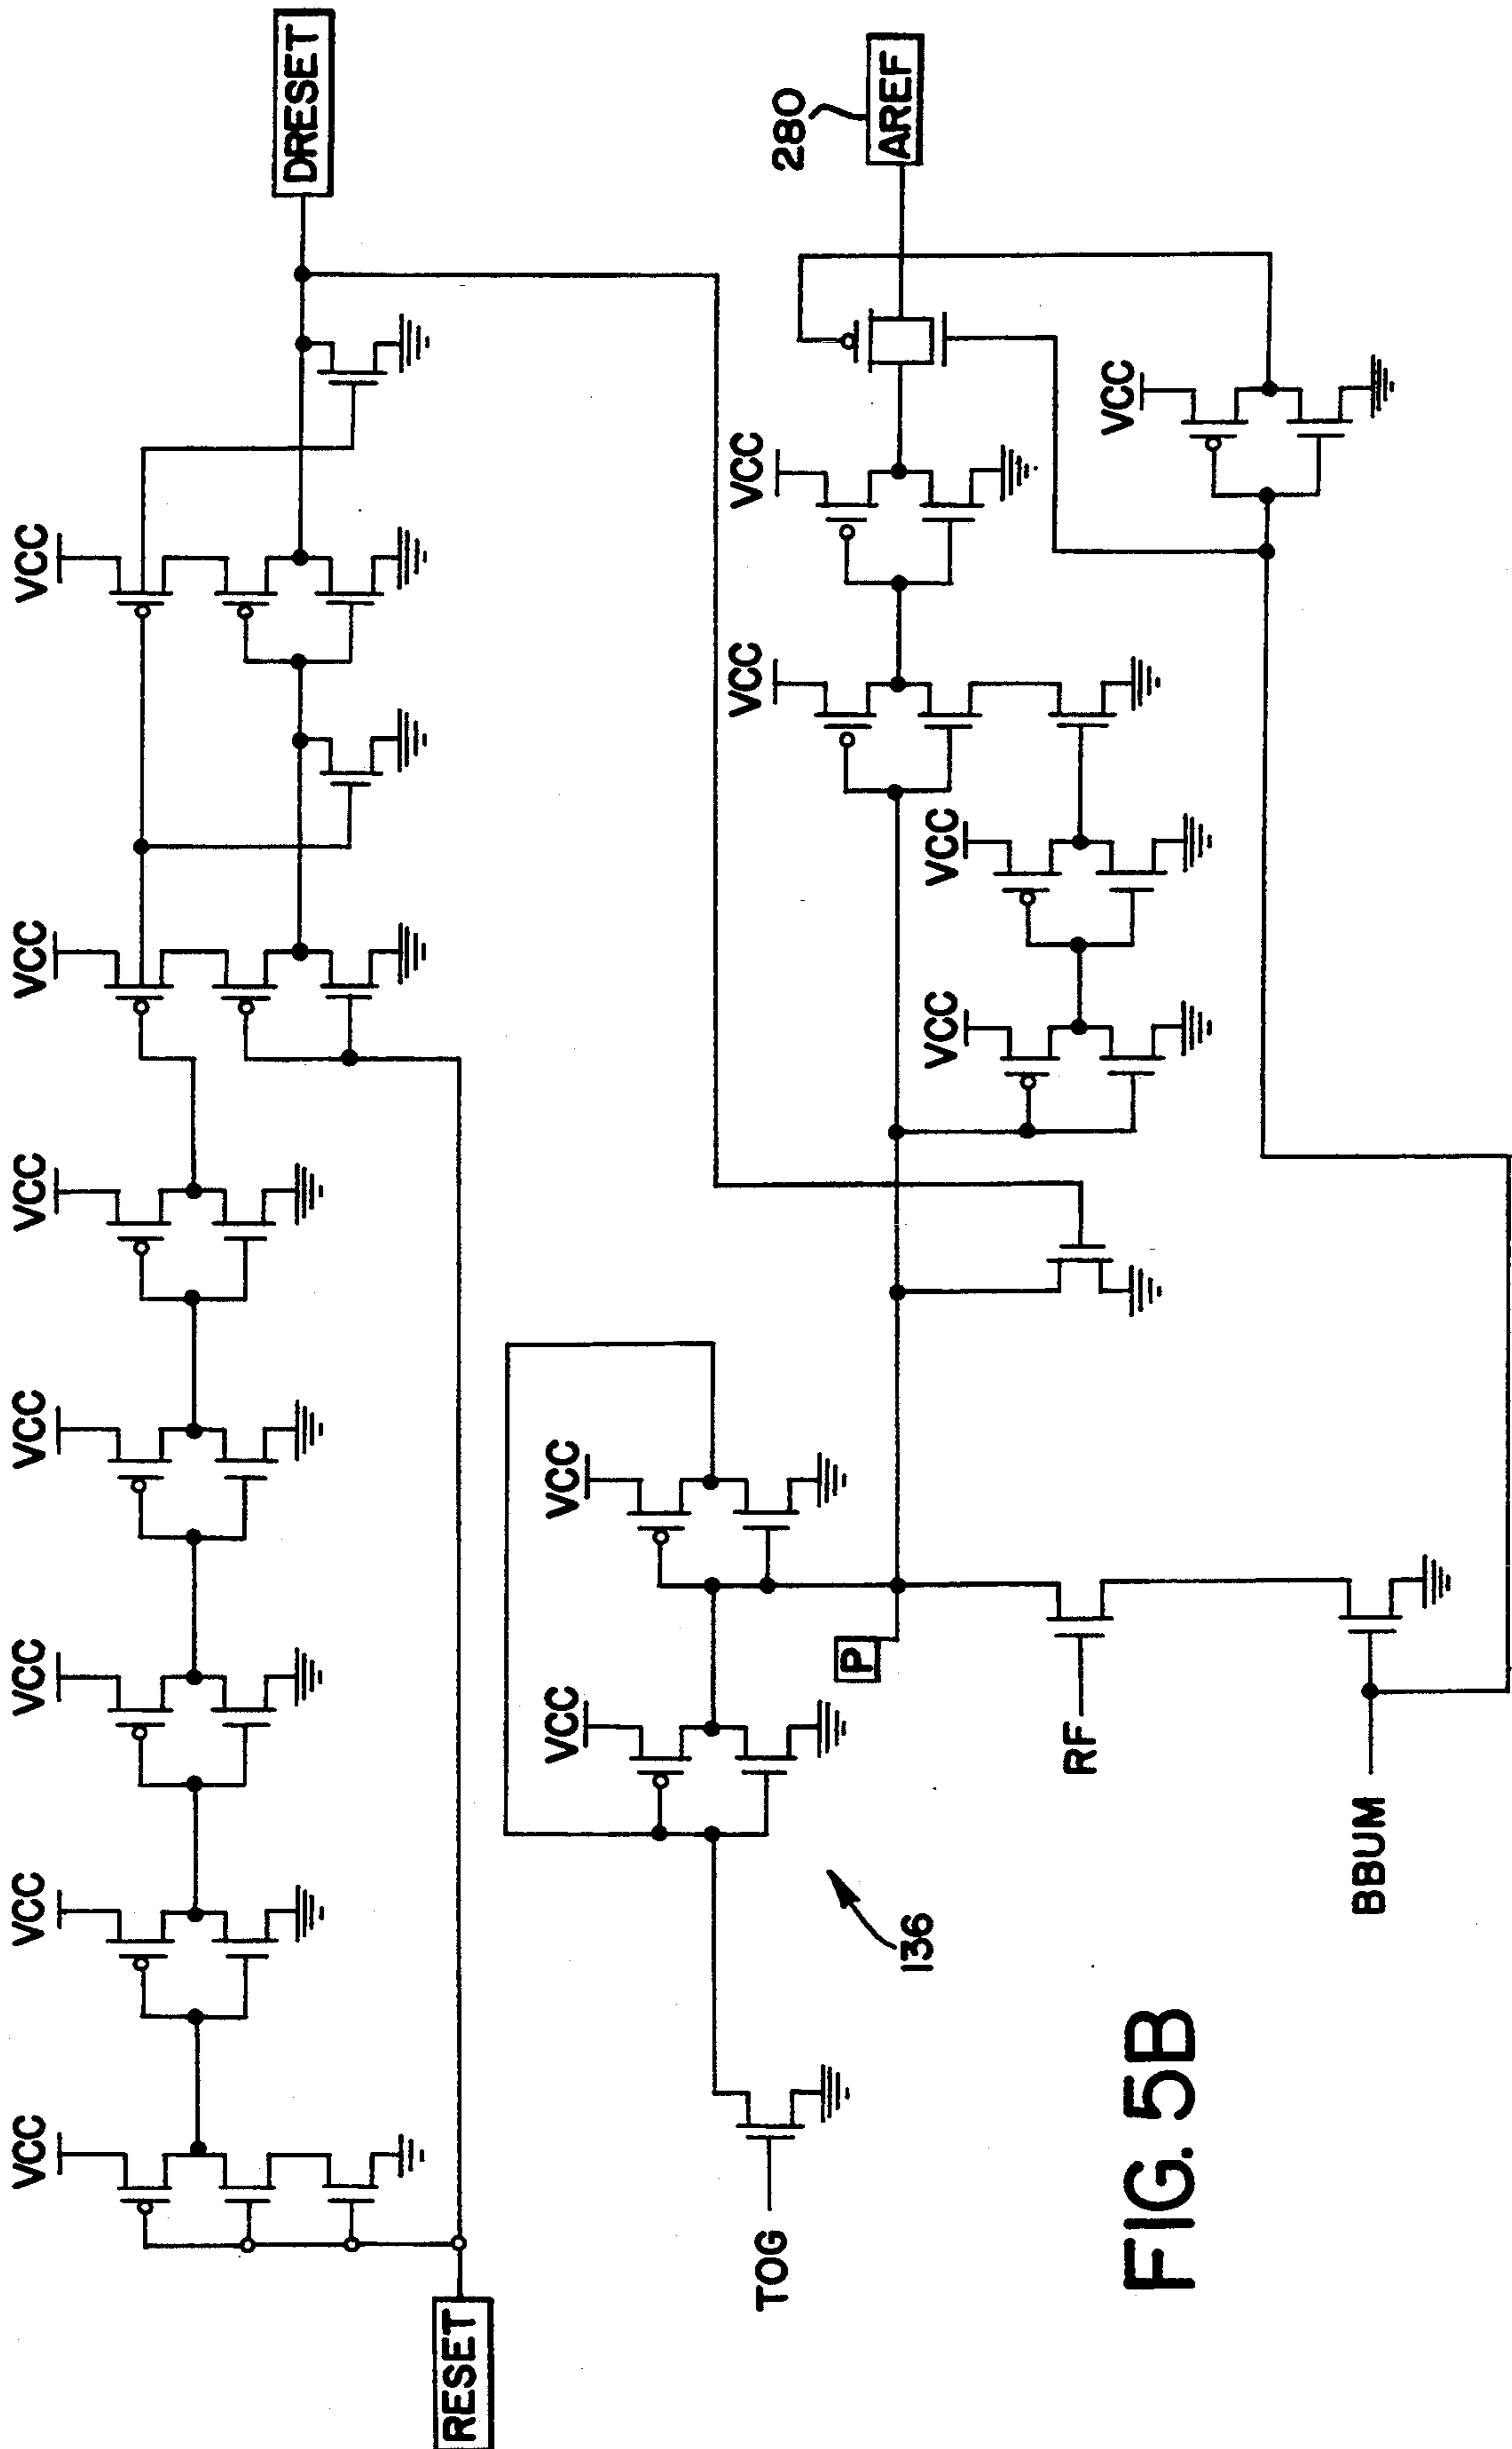 VCC
VCC
VCC
VCC
VCC
VCC
VCC
DRESET
RESET
VCC
VCC
VCC
VCC
280
TOG
P
AREF
136
VCC
VCC
RF
VCC
BBUM
FIG. 5B